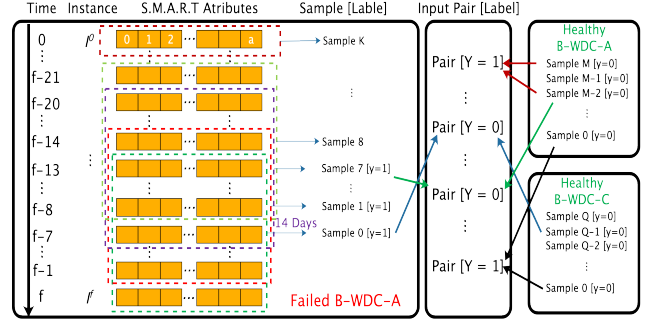 Time Instance S.M.A.R.T Atributes Sample [Lable] Input Pair [Label]
0 I⁰ 0 1 2 ... a Sample K
f-21
f-20
⋮
f-14 Sample 8
f-13 Sample 7 [y=1]
⋮
f-8 Sample 1 [y=1]
14 Days
f-7 Sample 0 [y=1]
⋮
f-1
f Iᶠ
Failed B-WDC-A
Pair [Y = 1]
⋮
Pair [Y = 0]
⋮
Pair [Y = 0]
⋮
Pair [Y = 1]
Healthy
B-WDC-A
Sample M [y=0]
Sample M-1 [y=0]
Sample M-2 [y=0]
⋮
Sample 0 [y=0]
Healthy
B-WDC-C
Sample Q [y=0]
Sample Q-1 [y=0]
Sample Q-2 [y=0]
⋮
Sample 0 [y=0]